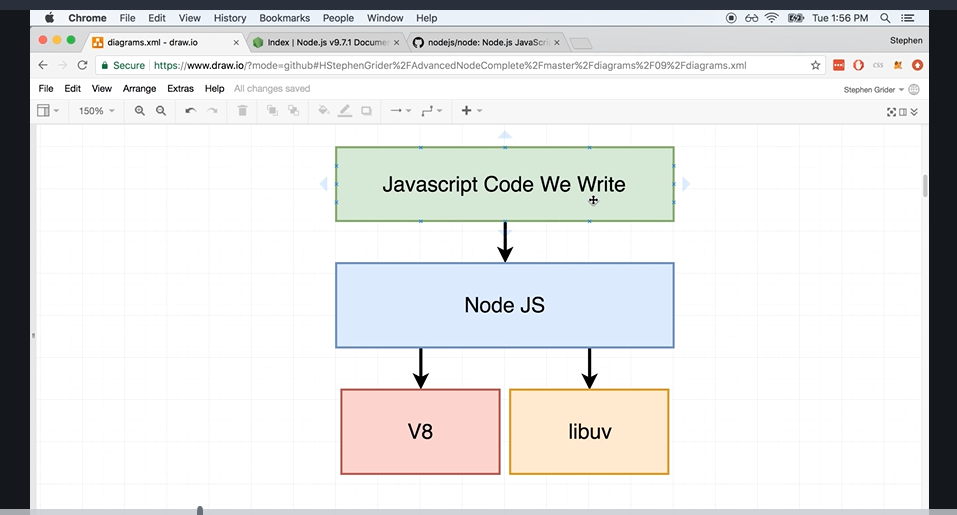 Chrome File Edit View History Bookmarks People Window Help Tue 1:56 PM
diagrams.xml - draw.io Index | Node.js v9.7.1 Documen nodejs/node: Node.js JavaScri Stephen
Secure https://www.draw.io/?mode=github#HStephenGrider%2FAdvancedNodeComplete%2Fmaster%2Fdiagrams%2F09%2Fdiagrams.xml CSS
File Edit View Arrange Extras Help All changes saved Stephen Grider
150%
Javascript Code We Write
Node JS
V8 libuv